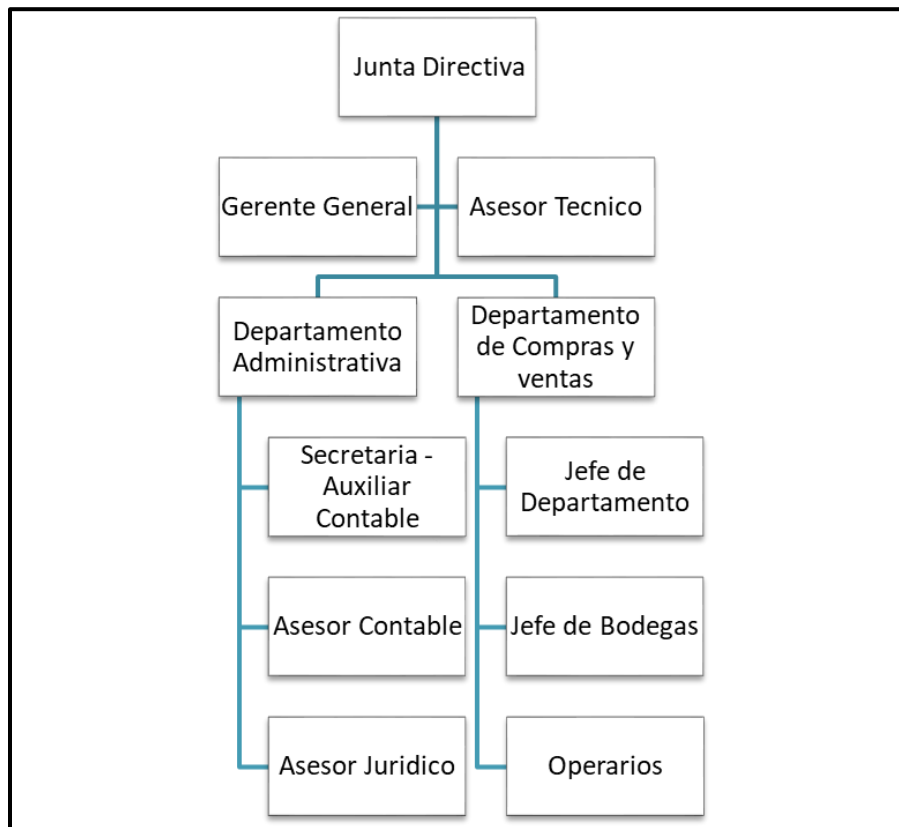 Junta Directiva
Gerente General
Asesor Tecnico
Departamento
Administrativa
Departamento
de Compras y
ventas
Secretaria -
Auxiliar
Contable
Jefe de
Departamento
Asesor Contable
Jefe de Bodegas
Asesor Juridico
Operarios